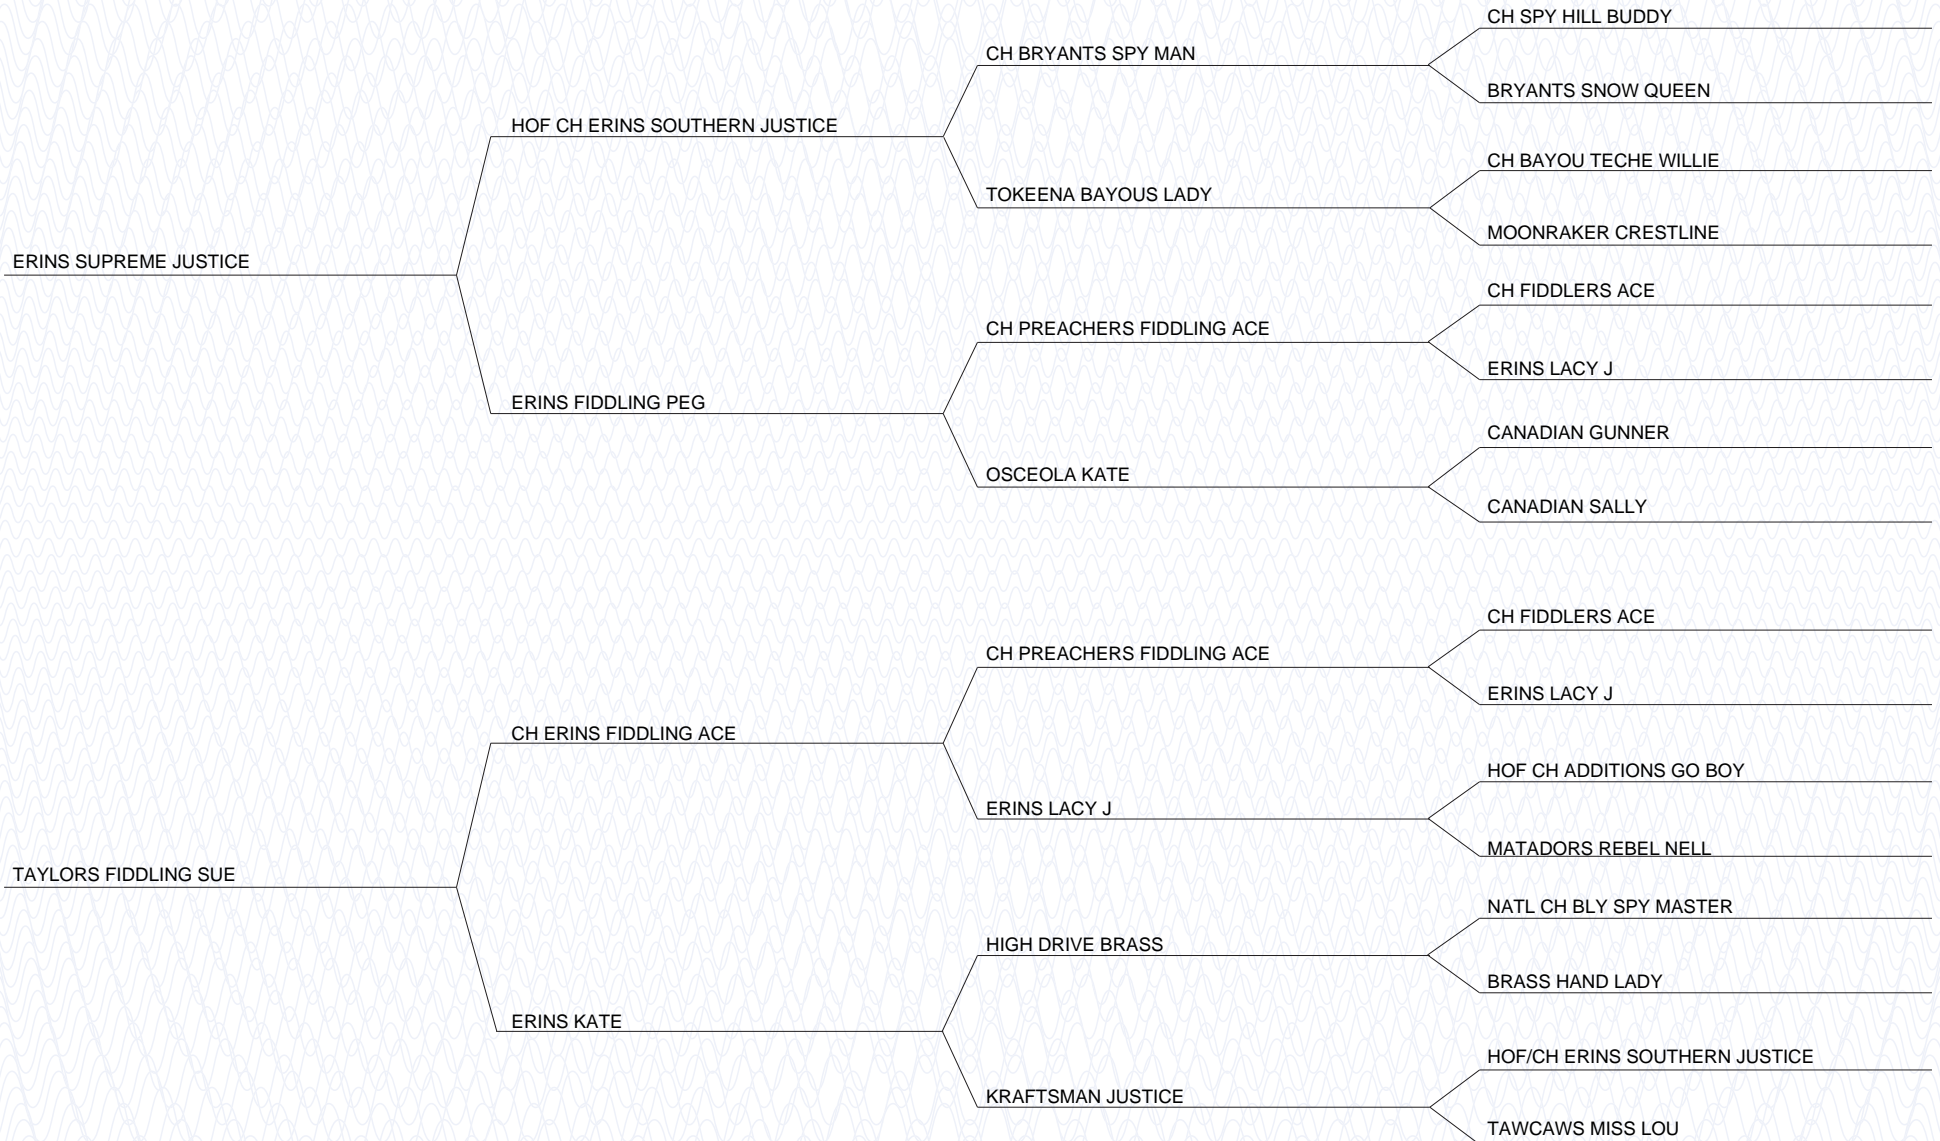 CH SPY HILL BUDDY
CH BRYANTS SPY MAN
BRYANTS SNOW QUEEN
HOF CH ERINS SOUTHERN JUSTICE
CH BAYOU TECHE WILLIE
TOKEENA BAYOUS LADY
MOONRAKER CRESTLINE
ERINS SUPREME JUSTICE
CH FIDDLERS ACE
CH PREACHERS FIDDLING ACE
ERINS LACY J
ERINS FIDDLING PEG
CANADIAN GUNNER
OSCEOLA KATE
CANADIAN SALLY
CH FIDDLERS ACE
CH PREACHERS FIDDLING ACE
ERINS LACY J
CH ERINS FIDDLING ACE
HOF CH ADDITIONS GO BOY
ERINS LACY J
MATADORS REBEL NELL
TAYLORS FIDDLING SUE
NATL CH BLY SPY MASTER
HIGH DRIVE BRASS
BRASS HAND LADY
ERINS KATE
HOF/CH ERINS SOUTHERN JUSTICE
KRAFTSMAN JUSTICE
TAWCAWS MISS LOU